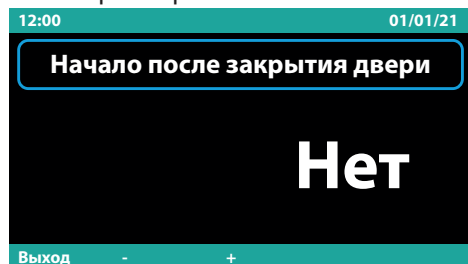 12:00 01/01/21
Начало после закрытия двери
Нет
Выход - +